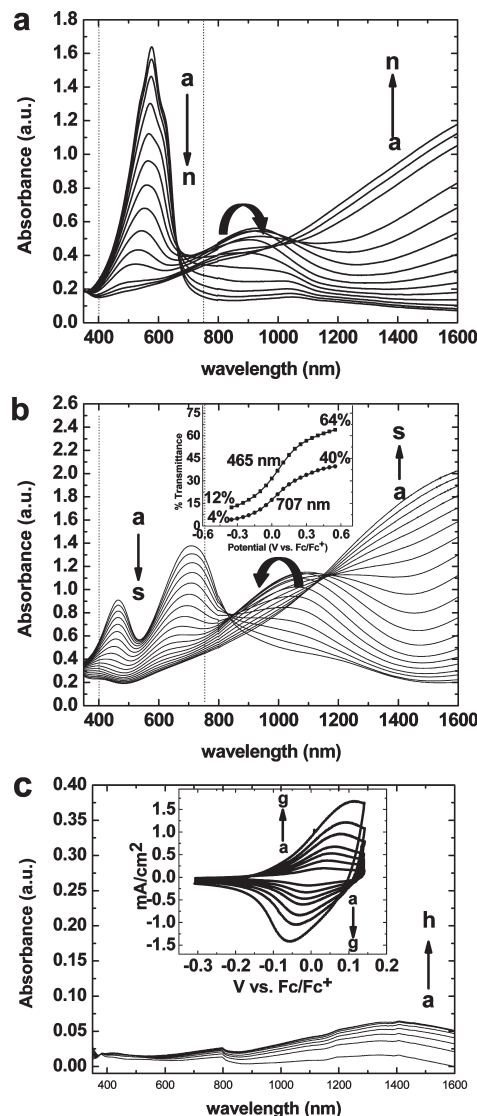 a
1.8
1.6
1.4
1.2
1.0
0.8
0.6
0.4
0.2
0.0
Absorbance (a.u.)
a
n
n
a
400 600 800 1000 1200 1400 1600
wavelength (nm)
b
2.6
2.4
2.2
2.0
1.8
1.6
1.4
1.2
1.0
0.8
0.6
0.4
0.2
0.0
Absorbance (a.u.)
a
s
s
a
75
60
45
30
15
0
% Transmittance
64%
465 nm
40%
12%
707 nm
4%
-0.3 0.0 0.3 0.6
Potential (V vs. Fc/Fc+)
400 600 800 1000 1200 1400 1600
wavelength (nm)
c
0.40
0.35
0.30
0.25
0.20
0.15
0.10
0.05
0.00
Absorbance (a.u.)
1.5
1.0
0.5
0.0
-0.5
-1.0
-1.5
mA/cm2
g
a
a
g
-0.3 -0.2 -0.1 0.0 0.1 0.2
V vs. Fc/Fc+
h
a
400 600 800 1000 1200 1400 1600
wavelength (nm)